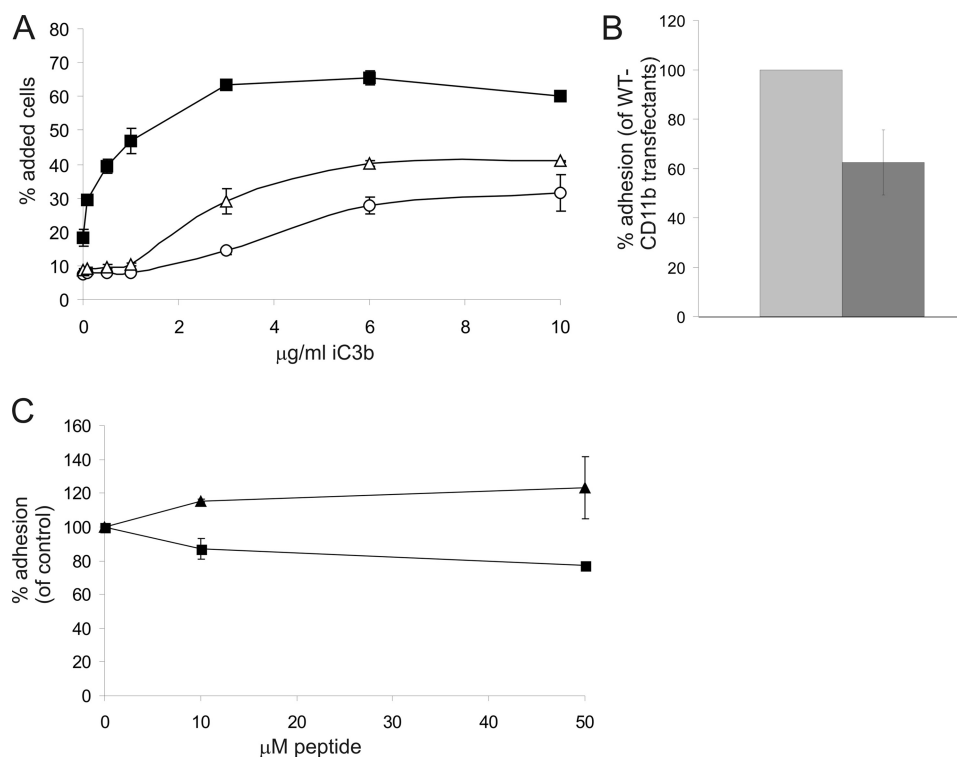 A
% added cells
80
70
60
50
40
30
20
10
0
0 2 4 6 8 10
μg/ml iC3b
B
% adhesion (of WT-
CD11b transfectants)
120
100
80
60
40
20
0
C
% adhesion
(of control)
160
140
120
100
80
60
40
20
0
0 10 20 30 40 50
μM peptide